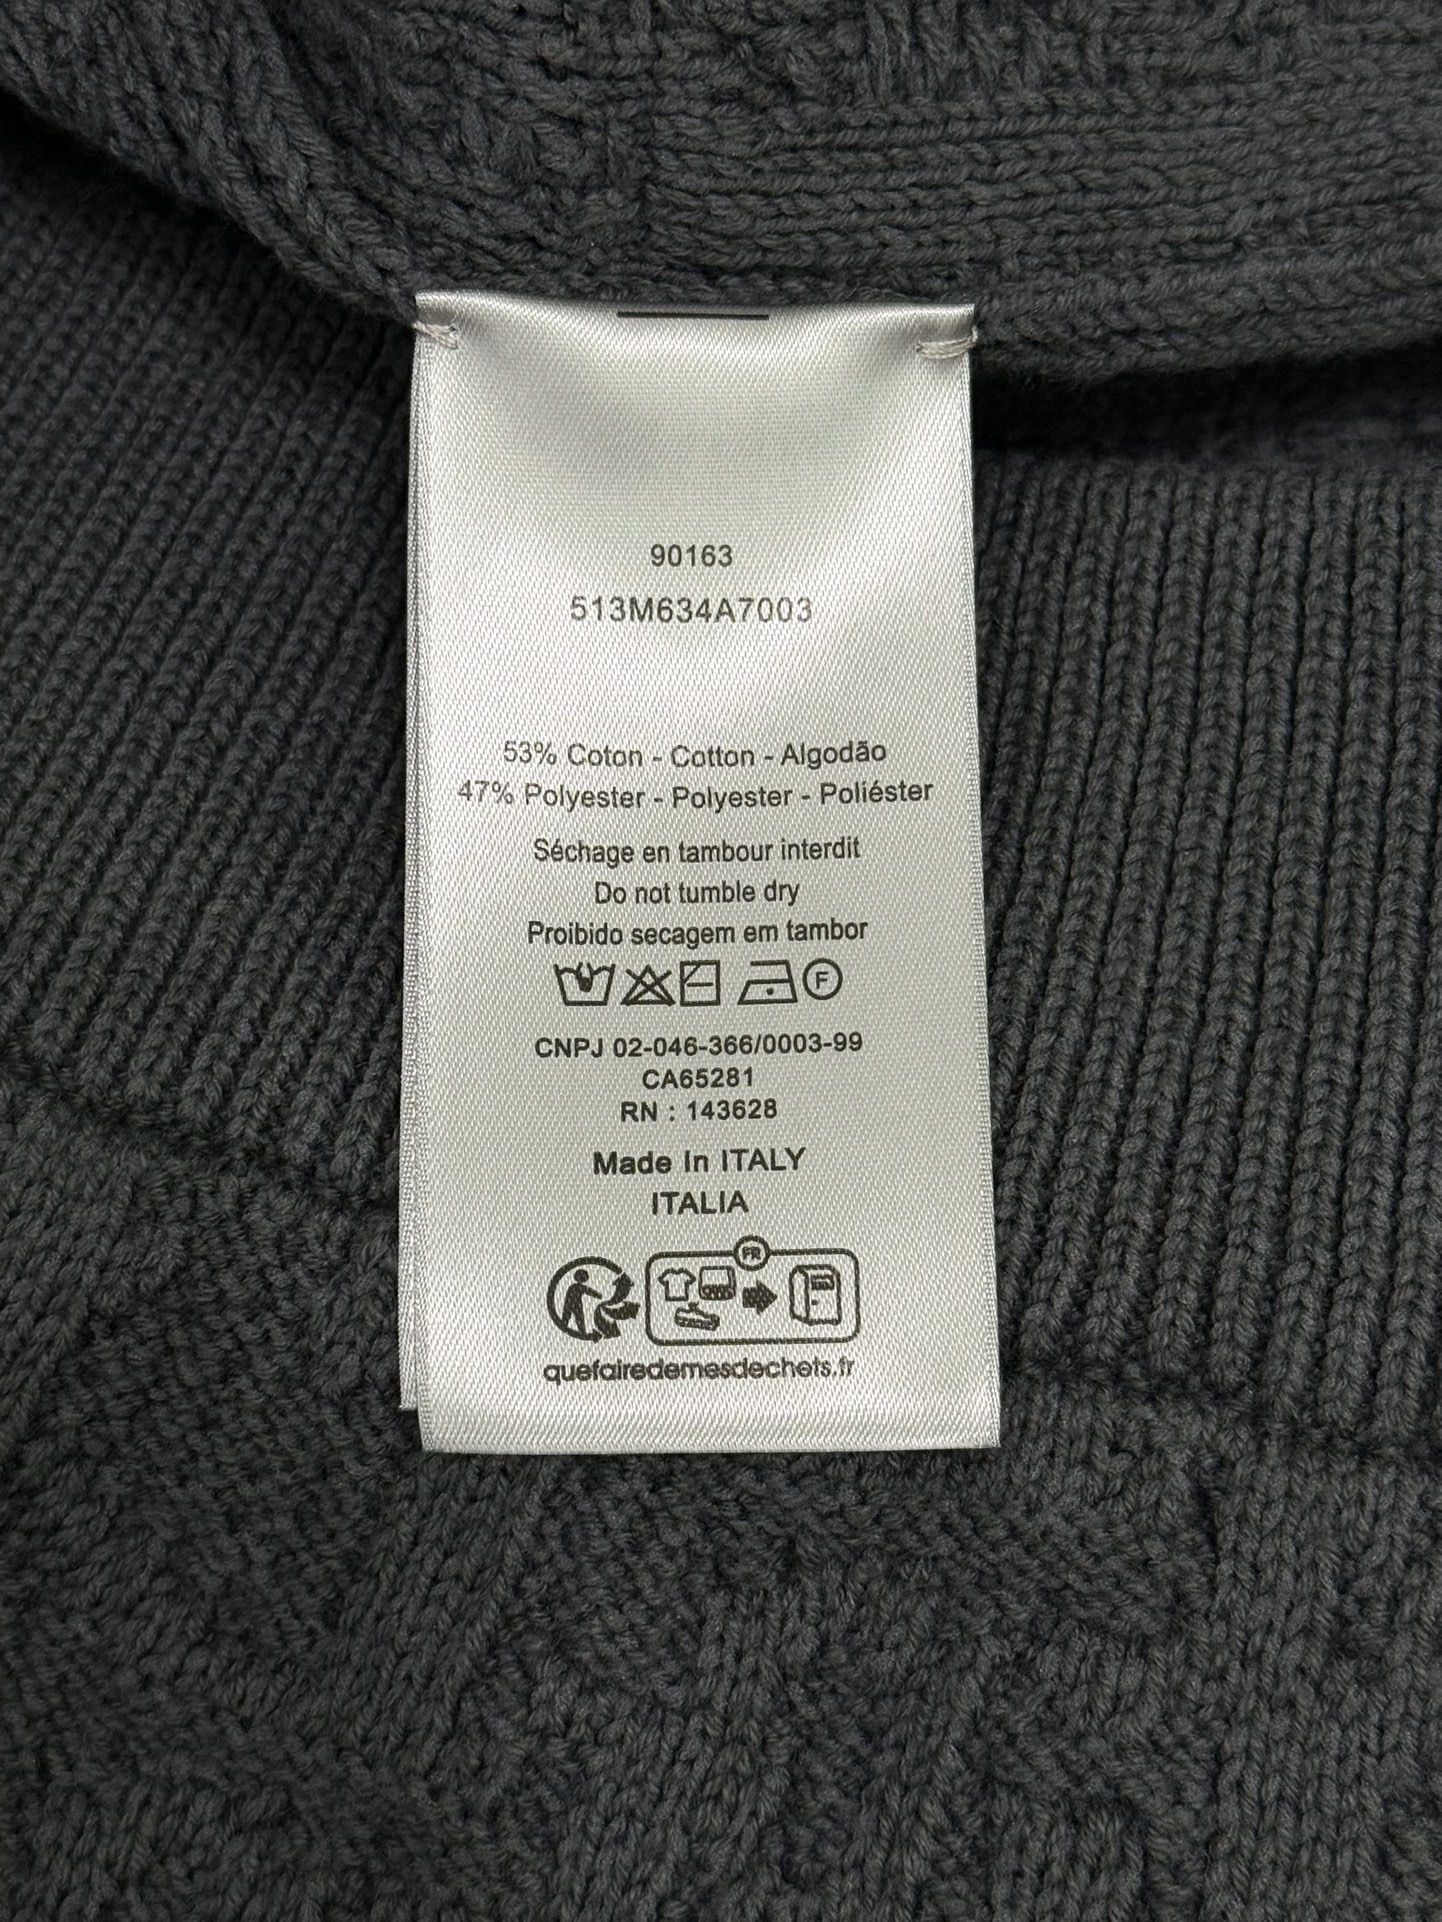 90163
513M634A7003
53% Coton - Cotton - Algodão
47% Polyester - Polyester - Poliéster
Séchage en tambour interdit
Do not tumble dry
Proibido secagem em tambor
F
CNPJ 02-046-366/0003-99
CA65281
RN : 143628
Made In ITALY
ITALIA
FR
quefairedemesdechets.fr